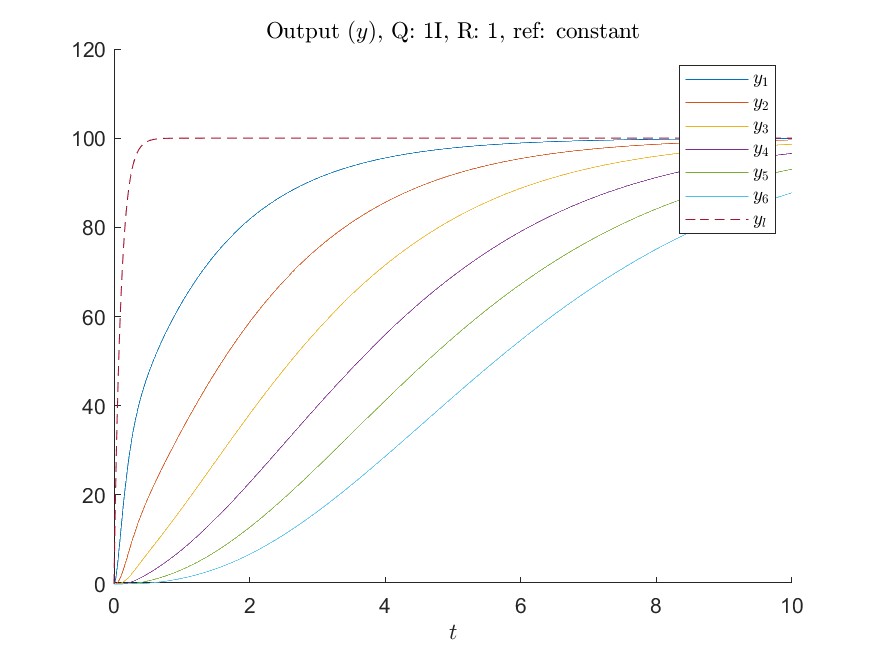 Output (y), Q: 1I, R: 1, ref: constant
120
100
80
60
40
20
0
y₁
y₂
y₃
y₄
y₅
y₆
yₗ
0 2 4 6 8 10
t